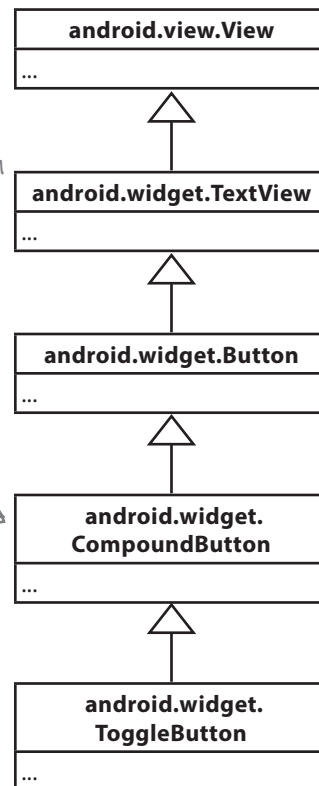 android.view.View
...
android.widget.TextView
...
android.widget.Button
...
android.widget.
CompoundButton
...
android.widget.
ToggleButton
...